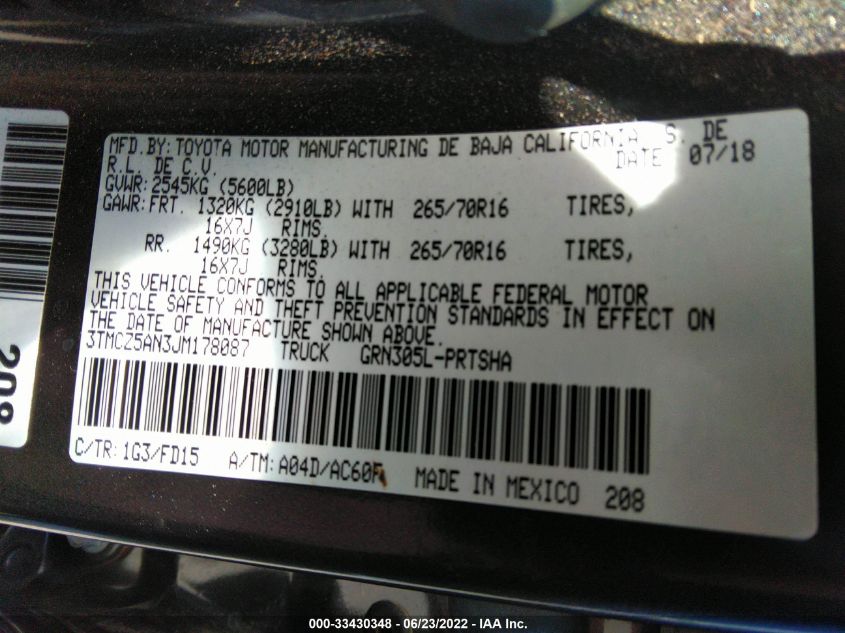 MFD.BY: TOYOTA MOTOR MANUFACTURING DE BAJA CALIFORNIA S. DE
R.L. DE C.V. DATE 07/18
GVWR: 2545KG (5600LB)
GAWR: FRT. 1320KG (2910LB) WITH 265/70R16 TIRES,
16X7J RIMS,
RR. 1490KG (3280LB) WITH 265/70R16 TIRES,
16X7J RIMS,
THIS VEHICLE CONFORMS TO ALL APPLICABLE FEDERAL MOTOR
VEHICLE SAFETY AND THEFT PREVENTION STANDARDS IN EFFECT ON
THE DATE OF MANUFACTURE SHOWN ABOVE.
3TMCZ5AN3JM178087 TRUCK GRN305L-PRTSHA
C/TR: 1G3/FD15 A/TM: A04D/AC60F MADE IN MEXICO 208
208
000-33430348 - 06/23/2022 - IAA Inc.